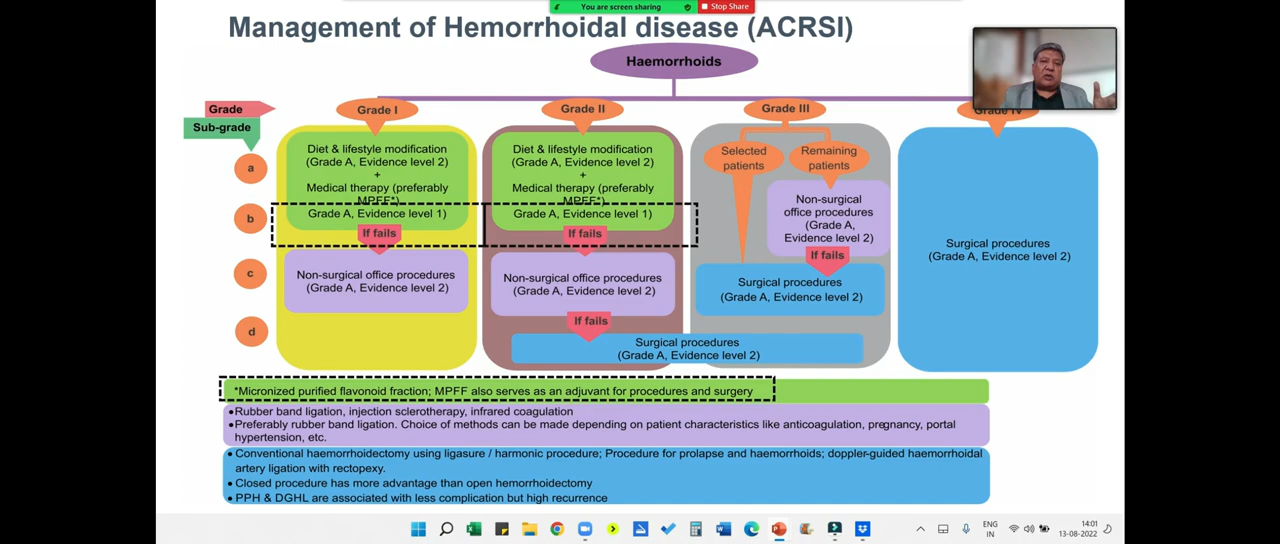 You are screen sharing
Stop Share
Management of Hemorrhoidal disease (ACRSI)
Haemorrhoids
Grade
Sub-grade
Grade I
Grade II
Grade III
Grade IV
a
b
c
d
Diet & lifestyle modification
(Grade A, Evidence level 2)
+
Medical therapy (preferably
MPFF*)
Grade A, Evidence level 1)
If fails
Non-surgical office procedures
(Grade A, Evidence level 2)
Diet & lifestyle modification
(Grade A, Evidence level 2)
+
Medical therapy (preferably
MPFF*)
Grade A, Evidence level 1)
If fails
Non-surgical office procedures
(Grade A, Evidence level 2)
If fails
Selected
patients
Remaining
patients
Non-surgical
office procedures
(Grade A,
Evidence level 2)
If fails
Surgical procedures
(Grade A, Evidence level 2)
Surgical procedures
(Grade A, Evidence level 2)
Surgical procedures
(Grade A, Evidence level 2)
*Micronized purified flavonoid fraction; MPFF also serves as an adjuvant for procedures and surgery
•Rubber band ligation, injection sclerotherapy, infrared coagulation
•Preferably rubber band ligation. Choice of methods can be made depending on patient characteristics like anticoagulation, pregnancy, portal
hypertension, etc.
• Conventional haemorrhoidectomy using ligasure / harmonic procedure; Procedure for prolapse and haemorrhoids; doppler-guided haemorrhoidal
artery ligation with rectopexy.
• Closed procedure has more advantage than open hemorrhoidectomy
• PPH & DGHL are associated with less complication but high recurrence
ENG
IN
14:01
13-08-2022